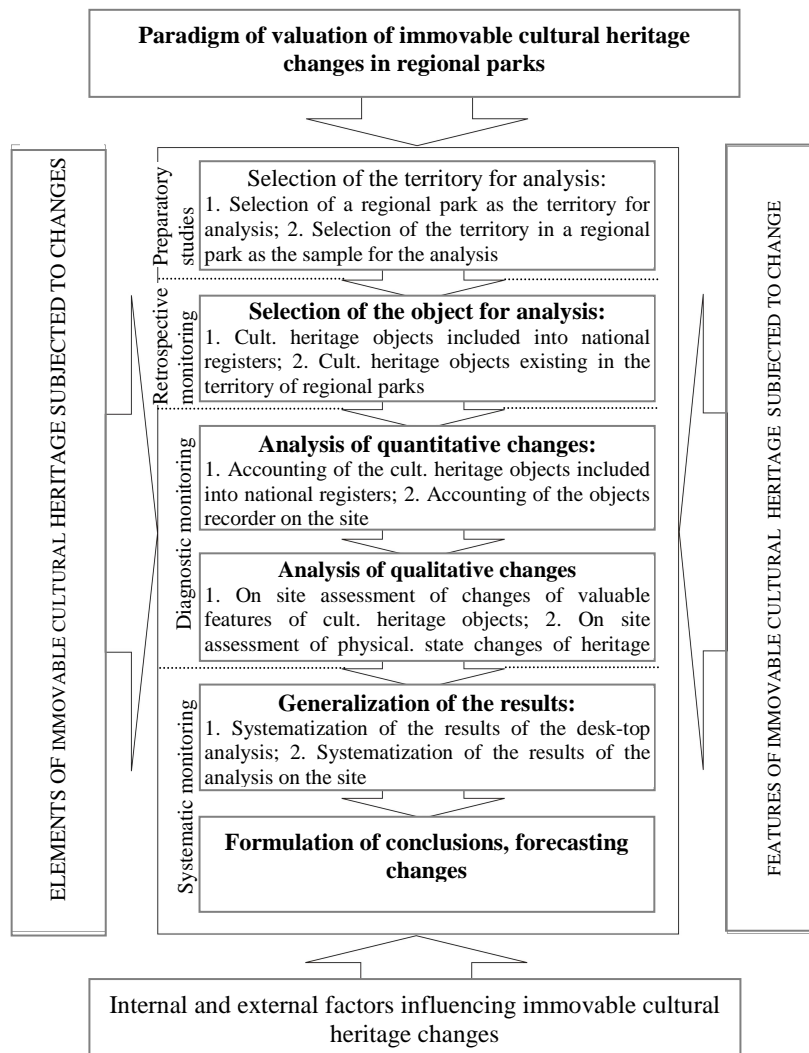 Paradigm of valuation of immovable cultural heritage
changes in regional parks
ELEMENTS OF IMMOVABLE CULTURAL HERITAGE SUBJECTED TO CHANGES
Preparatory
studies
Selection of the territory for analysis:
1. Selection of a regional park as the territory for
analysis; 2. Selection of the territory in a regional
park as the sample for the analysis
Retrospective
monitoring
Selection of the object for analysis:
1. Cult. heritage objects included into national
registers; 2. Cult. heritage objects existing in the
territory of regional parks
Diagnostic monitoring
Analysis of quantitative changes:
1. Accounting of the cult. heritage objects included
into national registers; 2. Accounting of the objects
recorder on the site
Analysis of qualitative changes
1. On site assessment of changes of valuable
features of cult. heritage objects; 2. On site
assessment of physical. state changes of heritage
Systematic monitoring
Generalization of the results:
1. Systematization of the results of the desk-top
analysis; 2. Systematization of the results of the
analysis on the site
Formulation of conclusions, forecasting
changes
FEATURES OF IMMOVABLE CULTURAL HERITAGE SUBJECTED TO CHANGE
Internal and external factors influencing immovable cultural
heritage changes